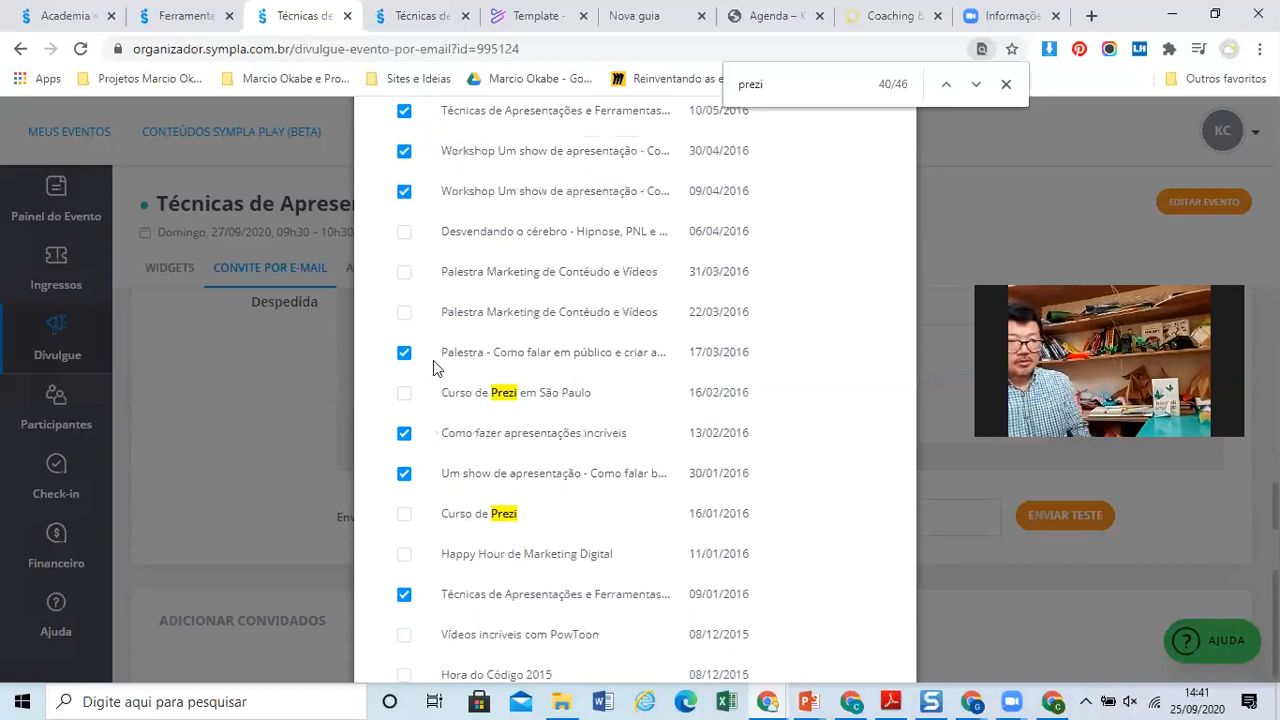 Ana
Ferrament
Técnicas de
Técnicas de
Template -
Nova guia
Agenda – K
Coaching &
Informaçõe
organizador.sympla.com.br/divulgue-evento-por-email?id=995124
Apps
Projetos Marcio Ok...
Marcio Okabe e Pro
Sites e Ideias
Marcio Okabe - Go...
Reinventando as
Outros favoritos
prezi
40/46
MEUS EVENTOS
CONTEÚDOS SYMPLA PLAY (BETA)
KC
Painel do Evento
Ingressos
Divulgue
Participantes
Check-in
Financeiro
Ajuda
Técnicas de Aprese
EDITAR EVENTO
Domingo, 27/09/2020, 09h30 – 10h30
WIDGETS
CONVITE POR E-MAIL
Despedida
ENVIAR TESTE
ADICIONAR CONVIDADOS
AJUDA
Técnicas de Apresentações e Ferramentas... 10/05/2016
Workshop Um show de apresentação - Co... 30/04/2016
Workshop Um show de apresentação - Co... 09/04/2016
Desvendando o cérebro - Hipnose, PNL e ... 06/04/2016
Palestra Marketing de Contéudo e Vídeos 31/03/2016
Palestra Marketing de Contéudo e Vídeos 22/03/2016
Palestra - Como falar em público e criar a... 17/03/2016
Curso de Prezi em São Paulo 16/02/2016
Como fazer apresentações incríveis 13/02/2016
Um show de apresentação - Como falar b... 30/01/2016
Curso de Prezi 16/01/2016
Happy Hour de Marketing Digital 11/01/2016
Técnicas de Apresentações e Ferramentas... 09/01/2016
Vídeos incríveis com PowToon 08/12/2015
Hora do Código 2015 08/12/2015
Digite aqui para pesquisar
14:41
25/09/2020